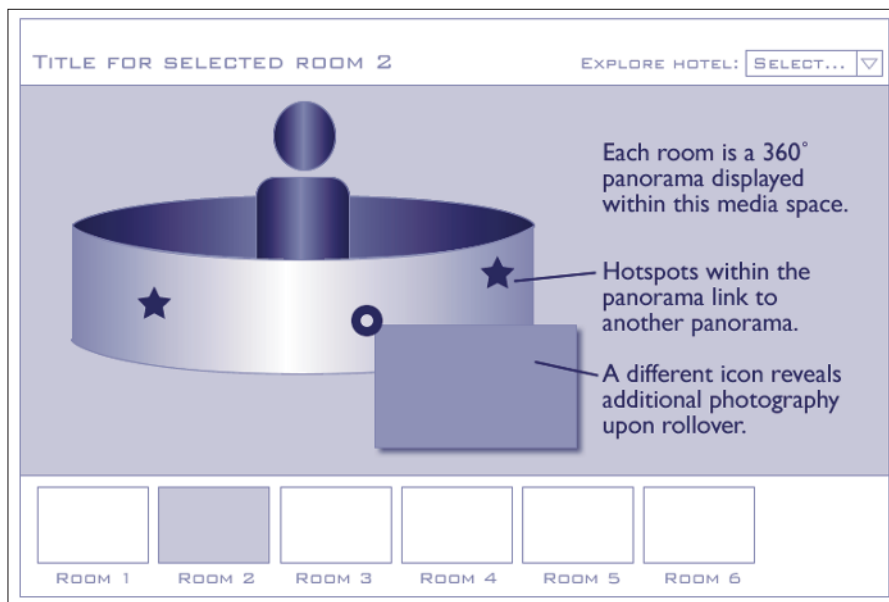 Title for selected room 2
Explore hotel: Select...
Each room is a 360˚
panorama displayed
within this media space.
Hotspots within the
panorama link to
another panorama.
A different icon reveals
additional photography
upon rollover.
Room 1 Room 2 Room 3 Room 4 Room 5 Room 6